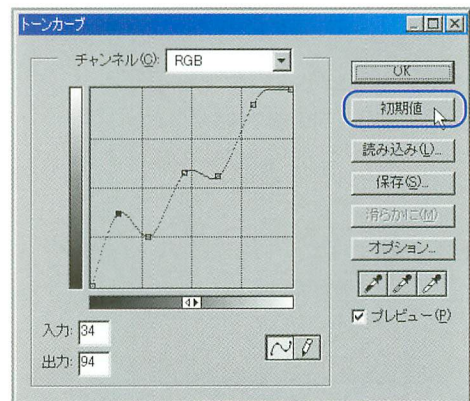 トーンカーブ
チャンネル(C): RGB
OK
初期値
読み込み(L)...
保存(S)...
滑らかに(M)
オプション...
プレビュー(P)
入力: 34
出力: 94